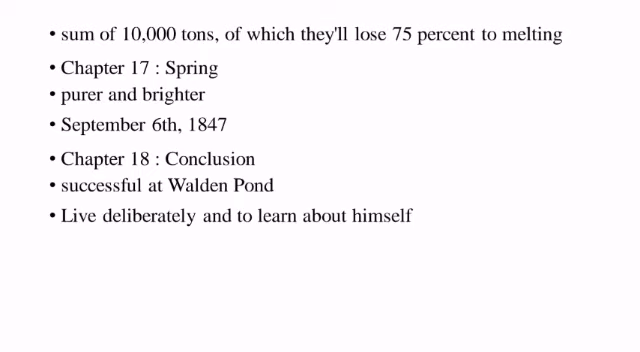 • sum of 10,000 tons, of which they'll lose 75 percent to melting
• Chapter 17 : Spring
• purer and brighter
• September 6th, 1847
• Chapter 18 : Conclusion
• successful at Walden Pond
• Live deliberately and to learn about himself